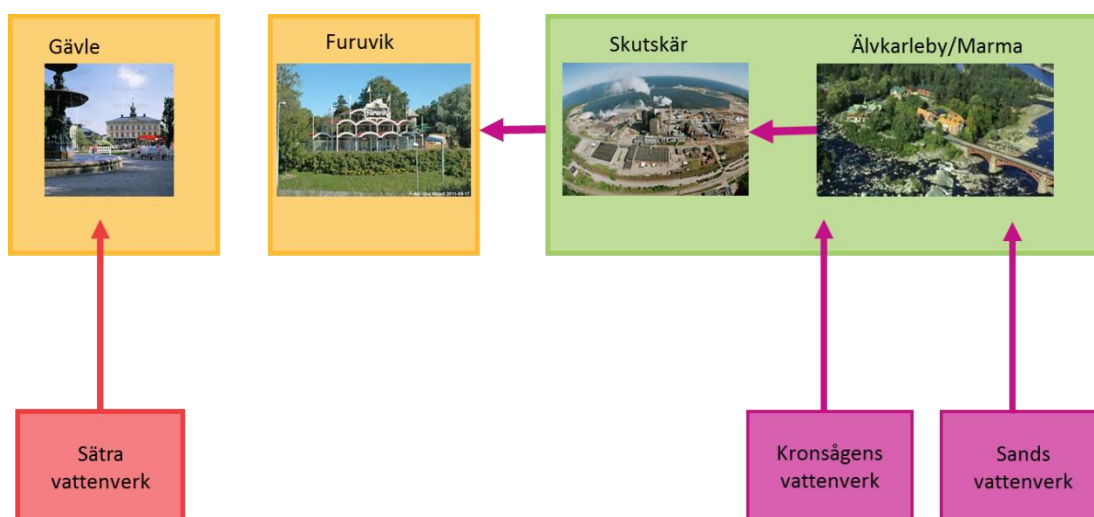 Gävle
Furuvik
Skutskär
Älvkarleby/Marma
Sätra
vattenverk
Kronsågens
vattenverk
Sands
vattenverk